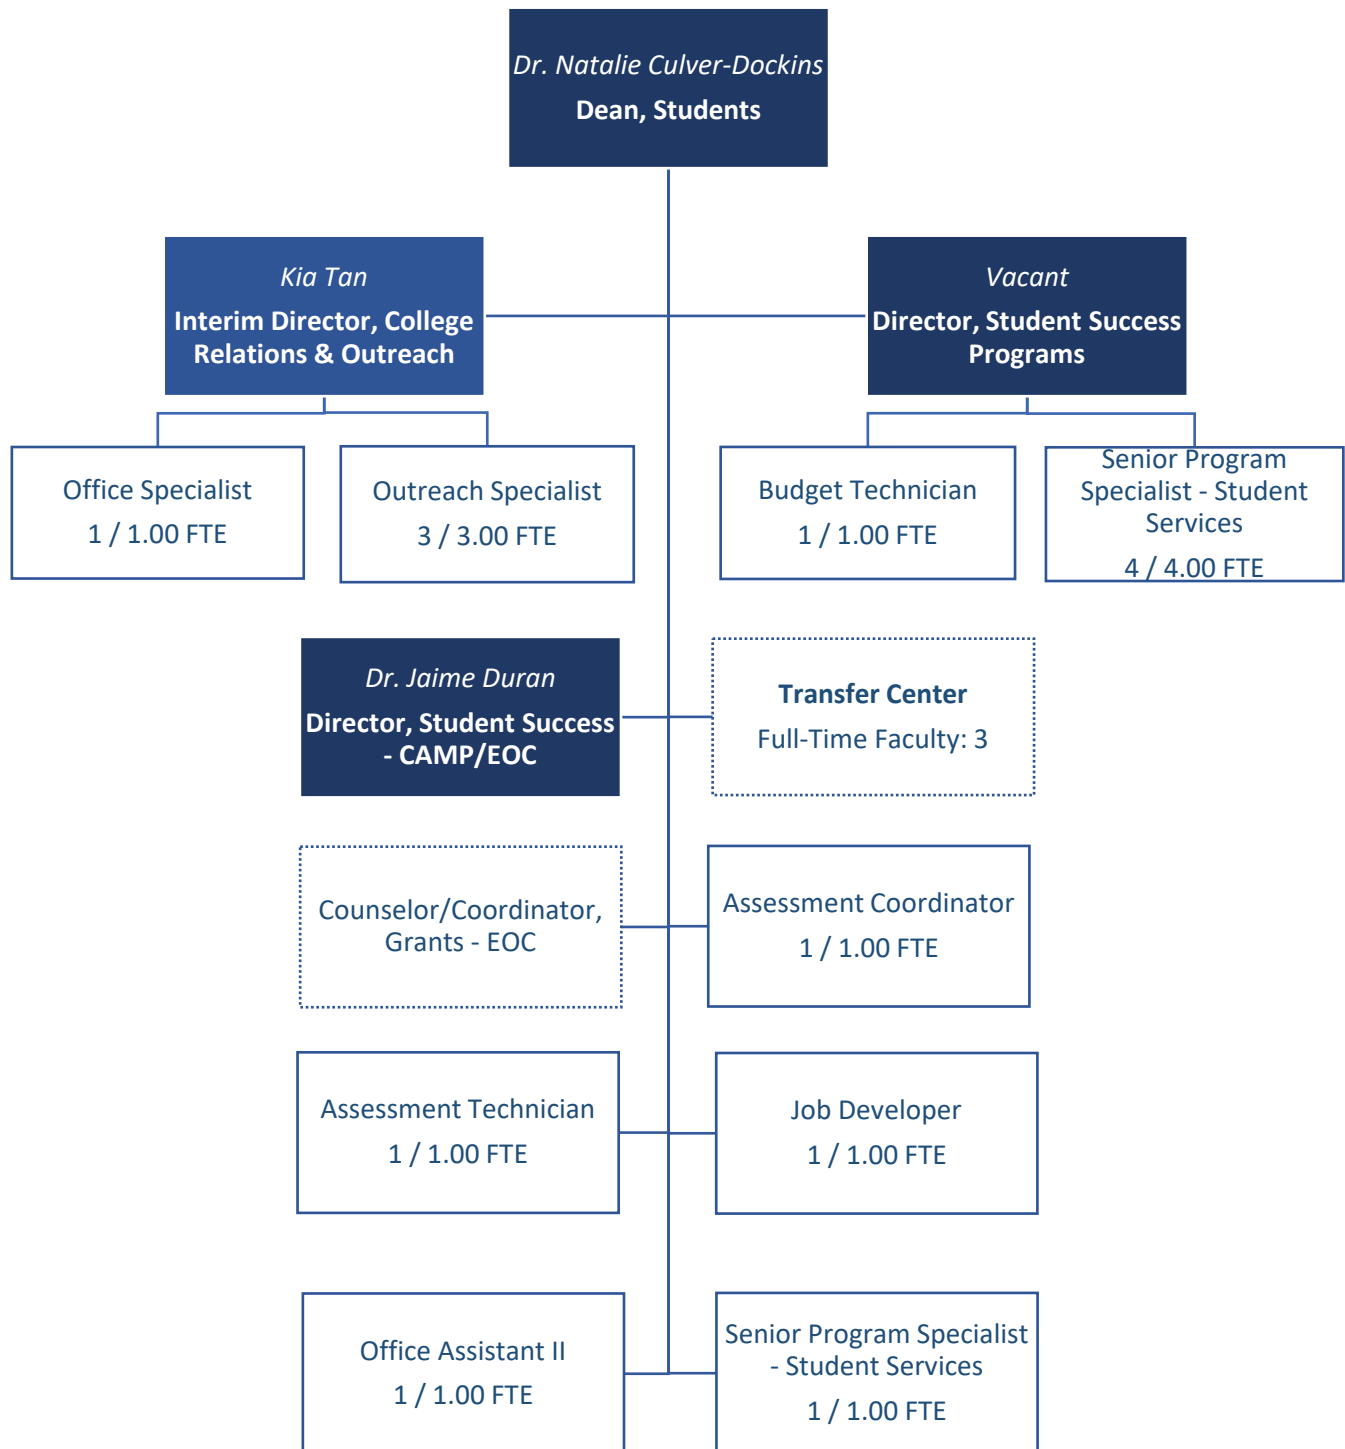 Dr. Natalie Culver-Dockins
Dean, Students
Kia Tan
Interim Director, College
Relations & Outreach
Vacant
Director, Student Success
Programs
Office Specialist
1 / 1.00 FTE
Outreach Specialist
3 / 3.00 FTE
Budget Technician
1 / 1.00 FTE
Senior Program
Specialist - Student
Services
4 / 4.00 FTE
Dr. Jaime Duran
Director, Student Success
- CAMP/EOC
Transfer Center
Full-Time Faculty: 3
Counselor/Coordinator,
Grants - EOC
Assessment Coordinator
1 / 1.00 FTE
Assessment Technician
1 / 1.00 FTE
Job Developer
1 / 1.00 FTE
Office Assistant II
1 / 1.00 FTE
Senior Program Specialist
- Student Services
1 / 1.00 FTE